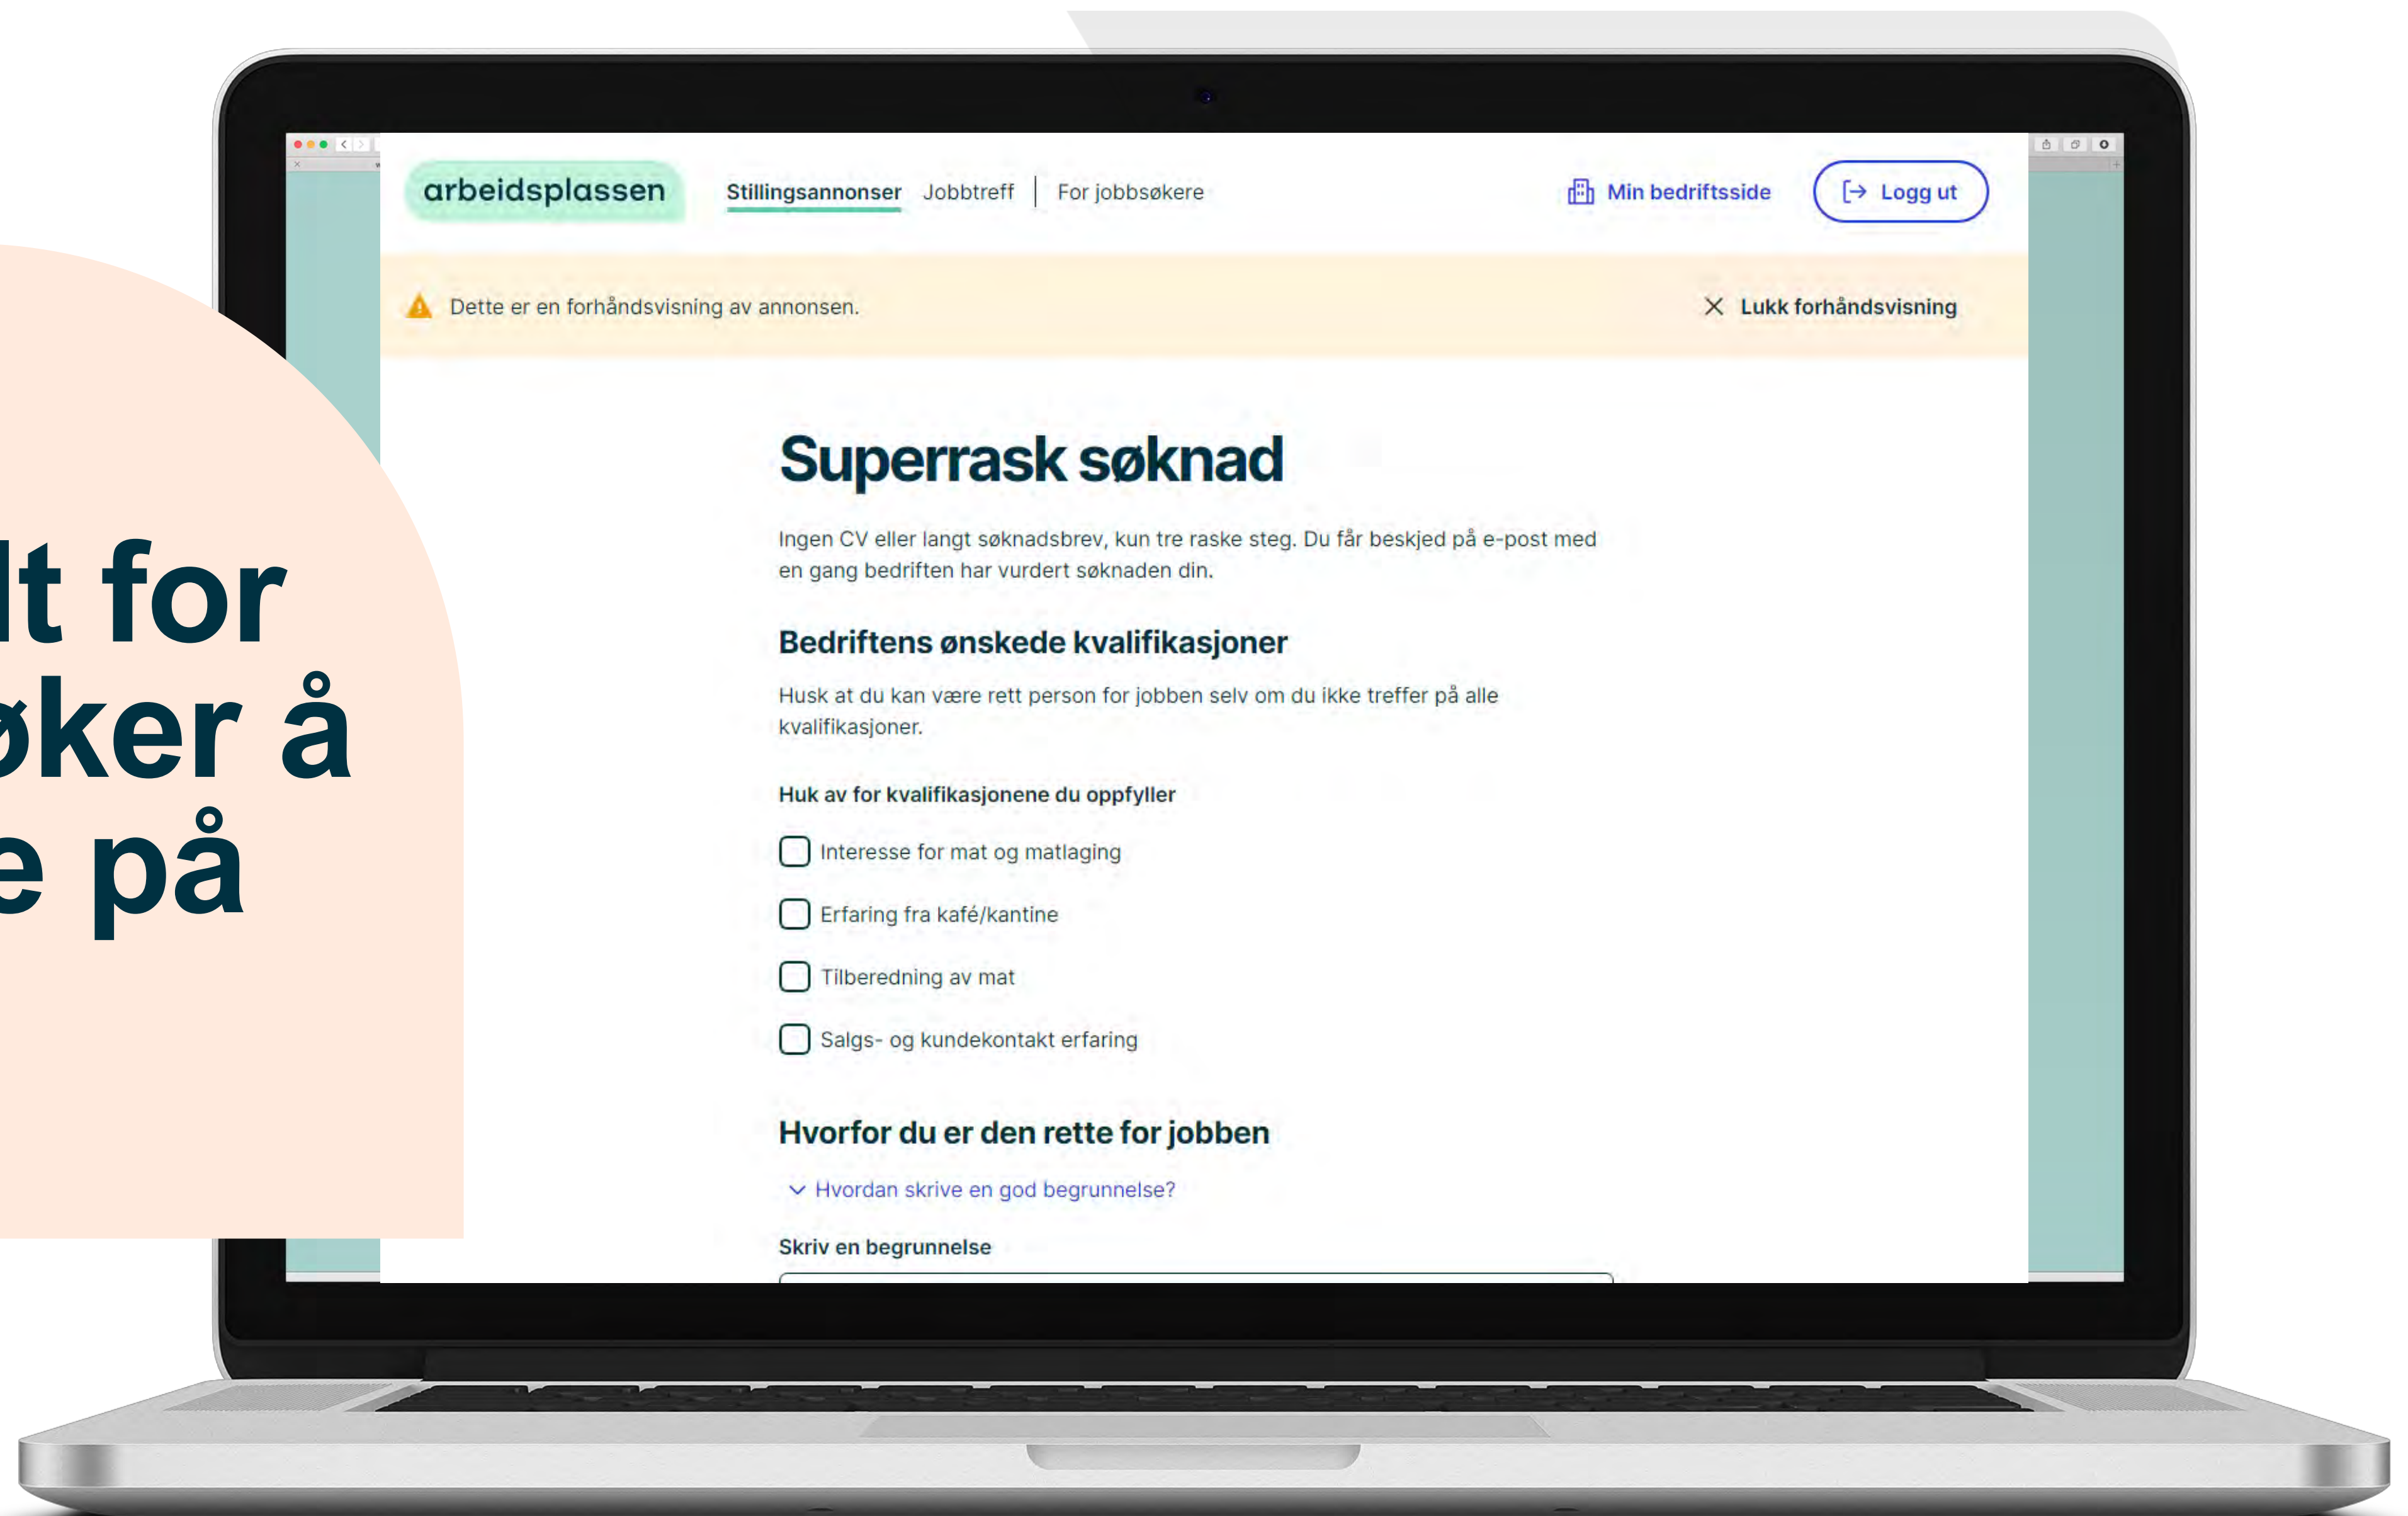 arbeidsplassen
Stillingsannonser Jobbtreff For jobbsøkere
Min bedriftsside
Logg ut
Dette er en forhåndsvisning av annonsen.
Lukk forhåndsvisning
lt for
øker å
e på
Superrask søknad
Ingen CV eller langt søknadsbrev, kun tre raske steg. Du får beskjed på e-post med
en gang bedriften har vurdert søknaden din.
Bedriftens ønskede kvalifikasjoner
Husk at du kan være rett person for jobben selv om du ikke treffer på alle
kvalifikasjoner.
Huk av for kvalifikasjonene du oppfyller
Interesse for mat og matlaging
Erfaring fra kafé/kantine
Tilberedning av mat
Salgs- og kundekontakt erfaring
Hvorfor du er den rette for jobben
Hvordan skrive en god begrunnelse?
Skriv en begrunnelse